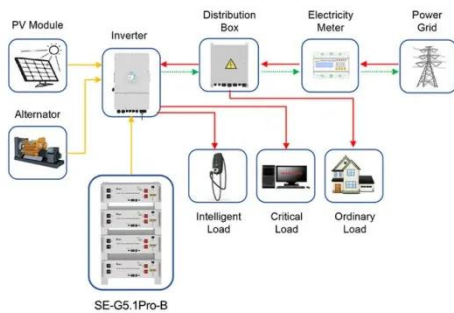 PV Module
Inverter
Distribution
Box
Electricity
Meter
Power
Grid
Alternator
Intelligent
Load
Critical
Load
Ordinary
Load
SE-G5.1Pro-B